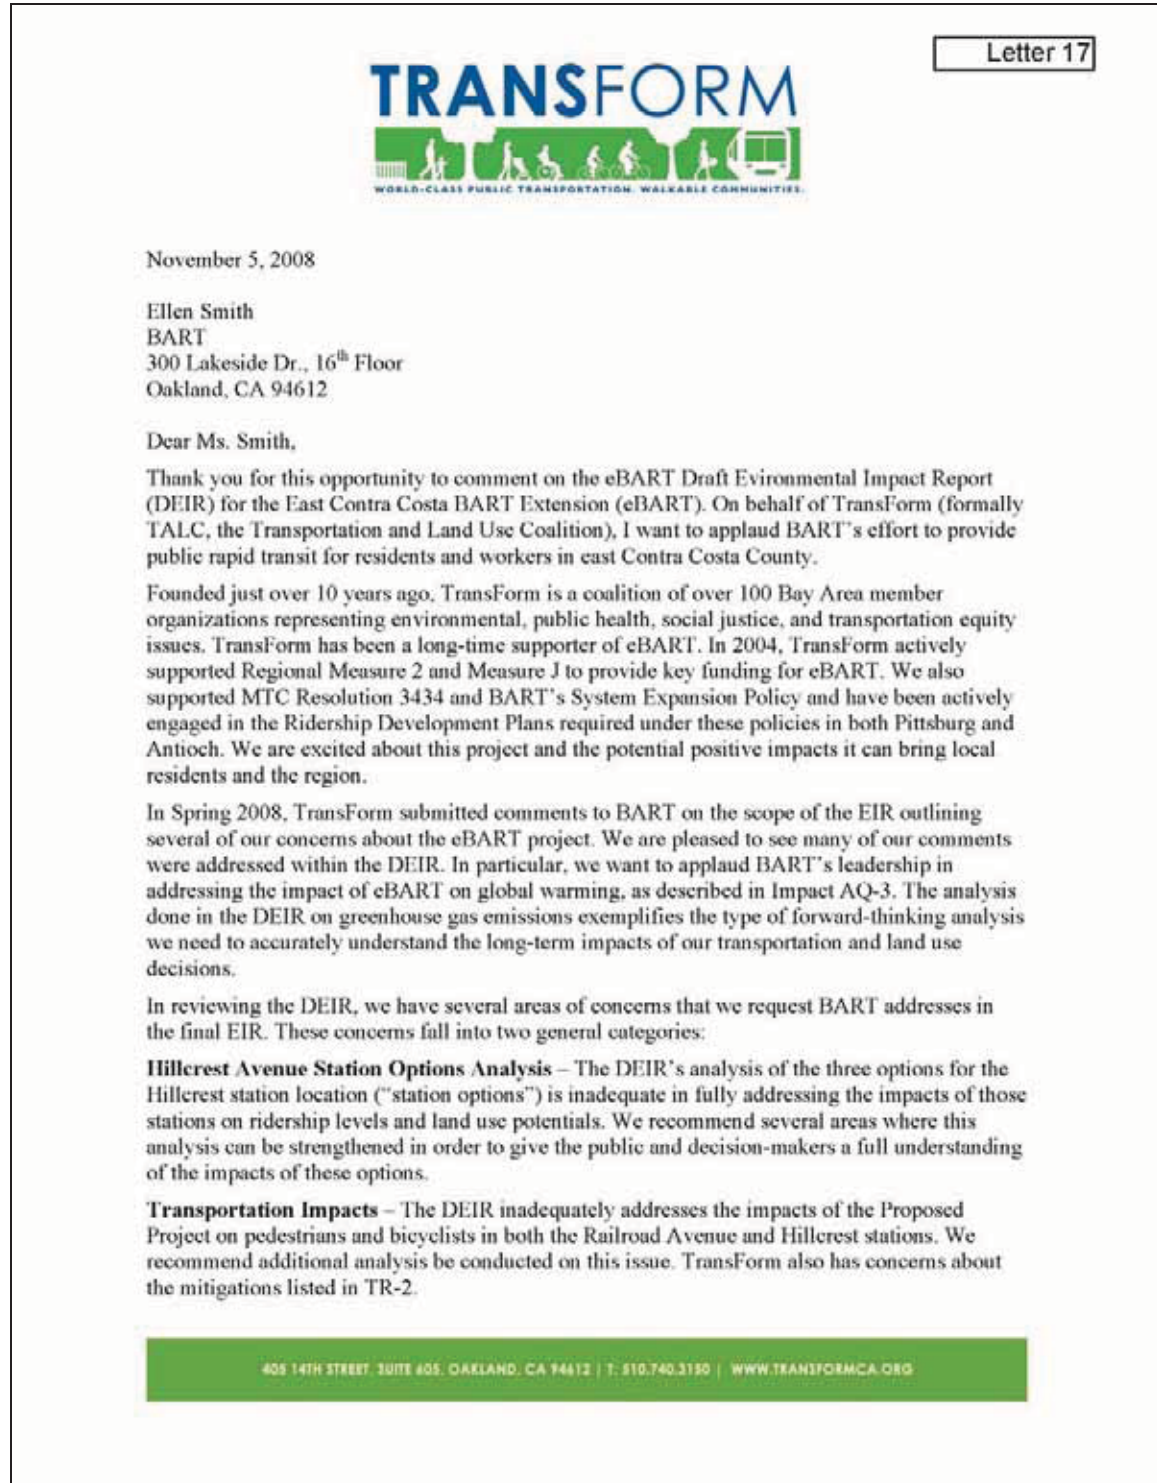 Letter 17
TRANSFORM
WORLD-CLASS PUBLIC TRANSPORTATION. WALKABLE COMMUNITIES.
November 5, 2008
Ellen Smith
BART
300 Lakeside Dr., 16th Floor
Oakland, CA 94612
Dear Ms. Smith,
Thank you for this opportunity to comment on the eBART Draft Evironmental Impact Report
(DEIR) for the East Contra Costa BART Extension (eBART). On behalf of TransForm (formally
TALC, the Transportation and Land Use Coalition), I want to applaud BART's effort to provide
public rapid transit for residents and workers in east Contra Costa County.
Founded just over 10 years ago, TransForm is a coalition of over 100 Bay Area member
organizations representing environmental, public health, social justice, and transportation equity
issues. TransForm has been a long-time supporter of eBART. In 2004, TransForm actively
supported Regional Measure 2 and Measure J to provide key funding for eBART. We also
supported MTC Resolution 3434 and BART's System Expansion Policy and have been actively
engaged in the Ridership Development Plans required under these policies in both Pittsburg and
Antioch. We are excited about this project and the potential positive impacts it can bring local
residents and the region.
In Spring 2008, TransForm submitted comments to BART on the scope of the EIR outlining
several of our concerns about the eBART project. We are pleased to see many of our comments
were addressed within the DEIR. In particular, we want to applaud BART's leadership in
addressing the impact of eBART on global warming, as described in Impact AQ-3. The analysis
done in the DEIR on greenhouse gas emissions exemplifies the type of forward-thinking analysis
we need to accurately understand the long-term impacts of our transportation and land use
decisions.
In reviewing the DEIR, we have several areas of concerns that we request BART addresses in
the final EIR. These concerns fall into two general categories:
Hillcrest Avenue Station Options Analysis – The DEIR's analysis of the three options for the
Hillcrest station location ("station options") is inadequate in fully addressing the impacts of those
stations on ridership levels and land use potentials. We recommend several areas where this
analysis can be strengthened in order to give the public and decision-makers a full understanding
of the impacts of these options.
Transportation Impacts – The DEIR inadequately addresses the impacts of the Proposed
Project on pedestrians and bicyclists in both the Railroad Avenue and Hillcrest stations. We
recommend additional analysis be conducted on this issue. TransForm also has concerns about
the mitigations listed in TR-2.
405 14TH STREET, SUITE 605, OAKLAND, CA 94612 | T: 510.740.3150 | WWW.TRANSFORMCA.ORG